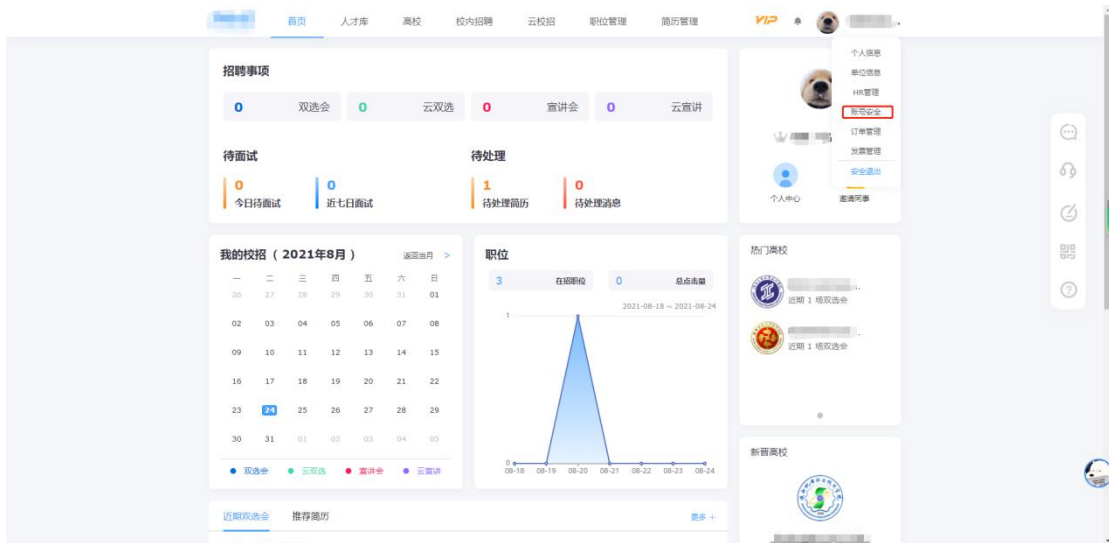 首页 人才库 高校 校内招聘 云校招 职位管理 简历管理 VIP
个人信息
单位信息
HR管理
账号安全
订单管理
发票管理
安全退出
个人中心 邀请同事
招聘事项
0 双选会 0 云双选 0 宣讲会 0 云宣讲
待面试 待处理
0 0 1 0
今日待面试 近七日面试 待处理简历 待处理消息
我的校招 ( 2021年8月 ) 返回当月 >
一 二 三 四 五 六 日
26 27 28 29 30 31 01
02 03 04 05 06 07 08
09 10 11 12 13 14 15
16 17 18 19 20 21 22
23 24 25 26 27 28 29
30 31 01 02 03 04 05
双选会 云双选 宣讲会 云宣讲
职位
3 在招职位 0 总点击量
2021-08-18 ~ 2021-08-24
1
0
08-18 08-19 08-20 08-21 08-22 08-23 08-24
热门高校
近期 1 场双选会
近期 1 场双选会
新晋高校
近期双选会 推荐简历 更多 +